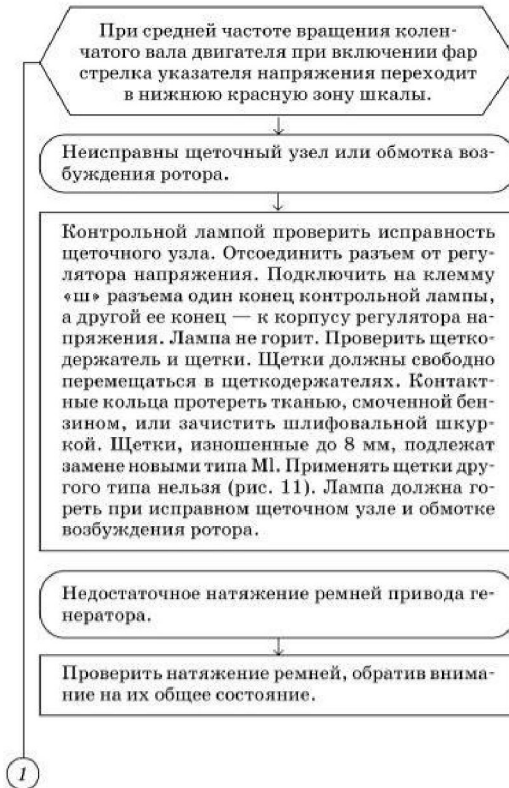 При средней частоте вращения колен-
чатого вала двигателя при включении фар
стрелка указателя напряжения переходит
в нижнюю красную зону шкалы.
Неисправны щеточный узел или обмотка воз-
буждения ротора.
Контрольной лампой проверить исправность
щеточного узла. Отсоединить разъем от регу-
лятора напряжения. Подключить на клемму
«ш» разъема один конец контрольной лампы,
а другой ее конец — к корпусу регулятора на-
пряжения. Лампа не горит. Проверить щетко-
держатель и щетки. Щетки должны свободно
перемещаться в щеткодержателях. Контакт-
ные кольца протереть тканью, смоченной бен-
зином, или зачистить шлифовальной шкур-
кой. Щетки, изношенные до 8 мм, подлежат
замене новыми типа Ml. Применять щетки дру-
гого типа нельзя (рис. 11). Лампа должна го-
реть при исправном щеточном узле и обмотке
возбуждения ротора.
Недостаточное натяжение ремней привода ге-
нератора.
Проверить натяжение ремней, обратив внима-
ние на их общее состояние.
1